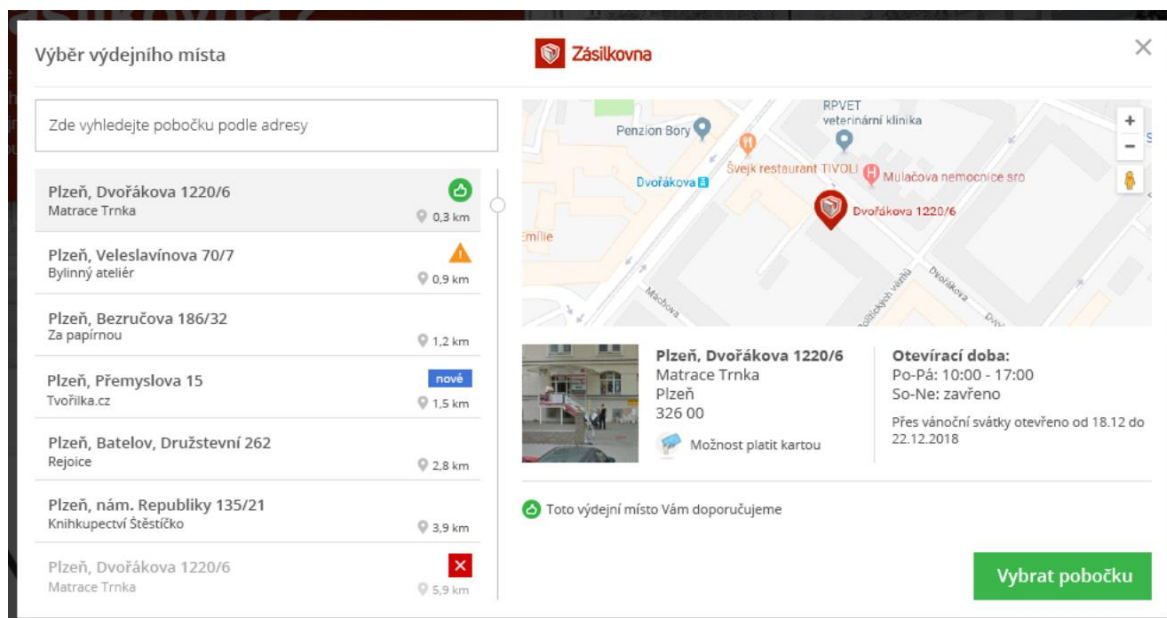 Výběr výdejního místa
Zásilkovna
Zde vyhledejte pobočku podle adresy
Plzeň, Dvořákova 1220/6
Matrace Trnka
0,3 km
Plzeň, Veleslavínova 70/7
Bylinný ateliér
0,9 km
Plzeň, Bezručova 186/32
Za papírnou
1,2 km
Plzeň, Přemyslova 15
nové
Tvořilka.cz
1,5 km
Plzeň, Batelov, Družstevní 262
Rejoice
2,8 km
Plzeň, nám. Republiky 135/21
Knihkupectví Štěstíčko
3,9 km
Plzeň, Dvořákova 1220/6
Matrace Trnka
5,9 km
RPVET
veterinární klinika
Penzion Bory
Švejk restaurant TIVOLI
Mulačova nemocnice sro
Dvořákova
Dvořákova 1220/6
Emílie
Máchova
Dvořákova
Plzeň, Dvořákova 1220/6
Matrace Trnka
Plzeň
326 00
Možnost platit kartou
Otevírací doba:
Po-Pá: 10:00 - 17:00
So-Ne: zavřeno
Přes vánoční svátky otevřeno od 18.12 do
22.12.2018
Toto výdejní místo Vám doporučujeme
Vybrat pobočku